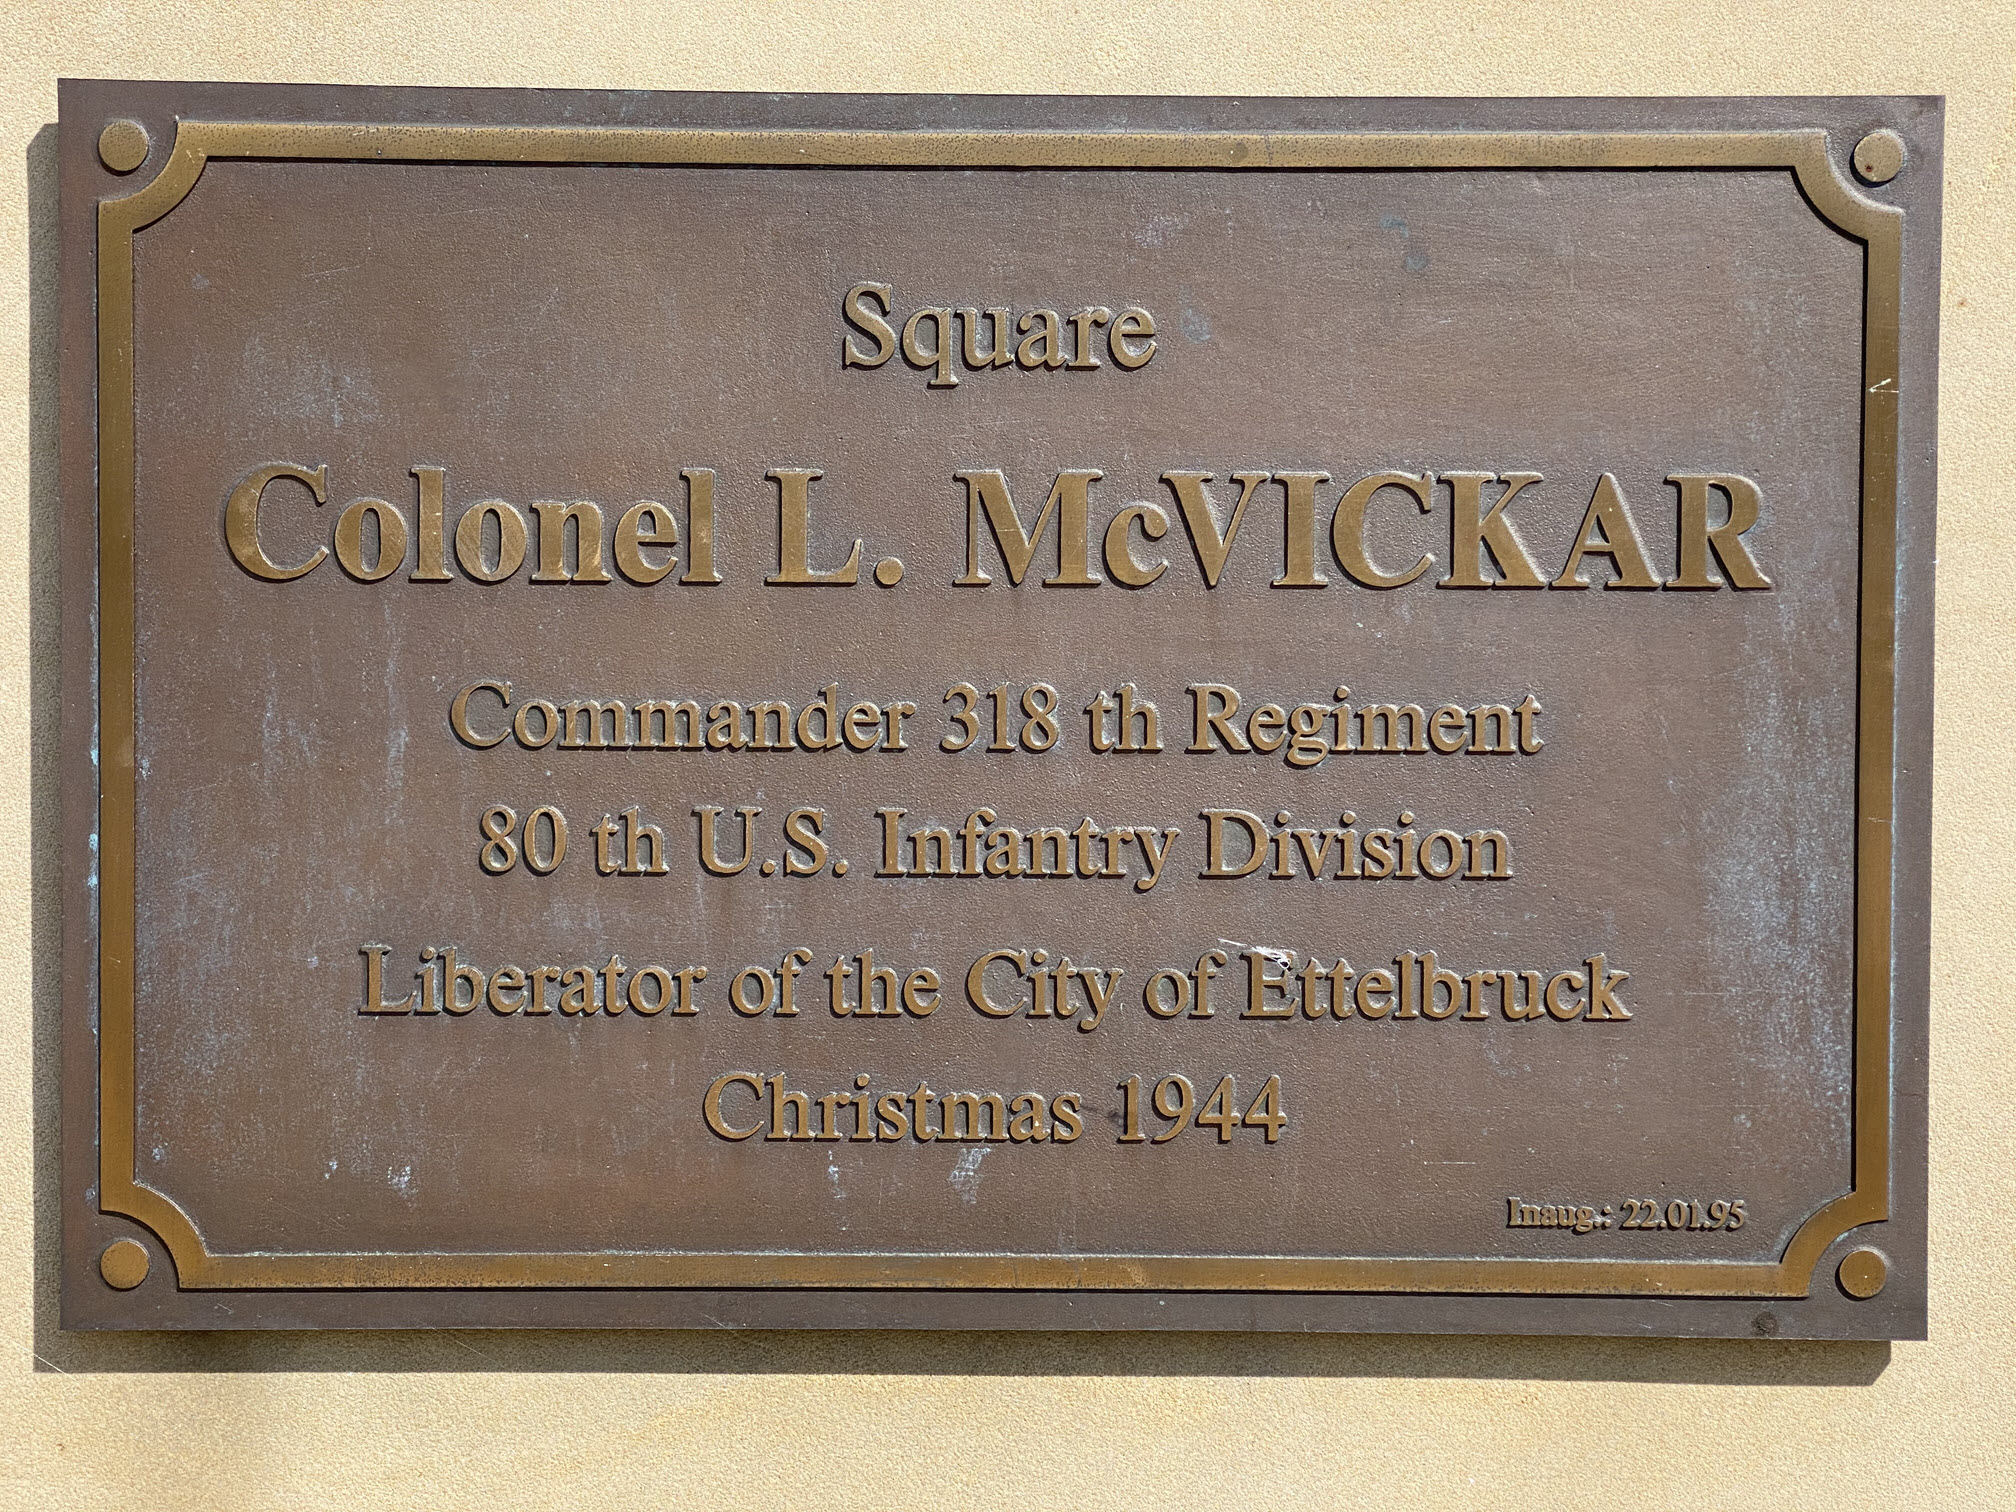 Square
Colonel L. McVICKAR
Commander 318 th Regiment
80 th U.S. Infantry Division
Liberator of the City of Ettelbruck
Christmas 1944
Inaug.: 22.01.95